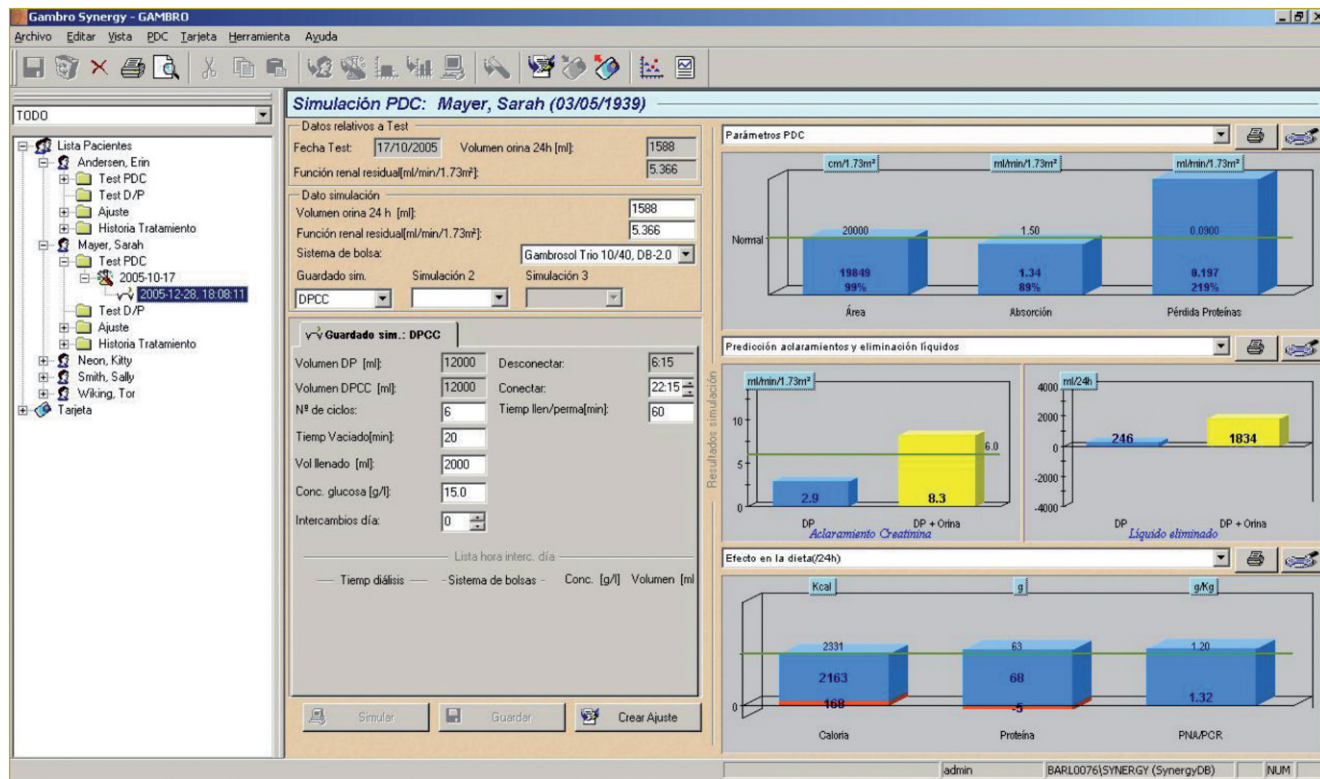 Gambro Synergy - GAMBRO
Archivo Editar Vista PDC Tarjeta Herramienta Ayuda
TODO
Lista Pacientes
Andersen, Erin
Test PDC
Test D/P
Ajuste
Historia Tratamiento
Mayer, Sarah
Test PDC
2005-10-17
2005-12-28, 18:08:11
Test D/P
Ajuste
Historia Tratamiento
Neon, Kitty
Smith, Sally
Wiking, Tor
Tarjeta
Simulación PDC: Mayer, Sarah (03/05/1939)
Datos relativos a Test
Fecha Test: 17/10/2005 Volumen orina 24h [ml]: 1588
Función renal residual[ml/min/1.73m²]: 5.366
Dato simulación
Volumen orina 24 h [ml]: 1588
Función renal residual[ml/min/1.73m²]: 5.366
Sistema de bolsa: Gambrosol Trio 10/40, DB-2.0
Guardado sim. Simulación 2 Simulación 3
DPCC
Guardado sim.: DPCC
Volumen DP [ml]: 12000 Desconectar: 6:15
Volumen DPCC [ml]: 12000 Conectar: 22:15
Nº de ciclos: 6 Tiemp llen/perma[min]: 60
Tiemp Vaciado[min]: 20
Vol llenado [ml]: 2000
Conc. glucosa [g/l]: 15.0
Intercambios día: 0
Lista hora interc. día
Tiemp diálisis Sistema de bolsas Conc. [g/l] Volumen [ml
Simular Guardar Crear Ajuste
Resultados simulación
Parámetros PDC
cm/1.73m² ml/min/1.73m² ml/min/1.73m²
Normal 20000 1.50 0.0900
19849 1.34 0.197
99% 89% 219%
Área Absorción Pérdida Proteínas
Predicción aclaramientos y eliminación líquidos
ml/min/1.73m²
10
5
0
6.0
2.9 8.3
DP DP + Orina
Aclaramiento Creatinina
ml/24h
4000
2000
0
-2000
-4000
246 1834
DP DP + Orina
Líquido eliminado
Efecto en la dieta(/24h)
Kcal g g/Kg
2331 63 1.20
2163 68 1.32
0 168 -5
Caloria Proteína PNA/PCR
admin BARL0076\SYNERGY (SynergyDB) NUM